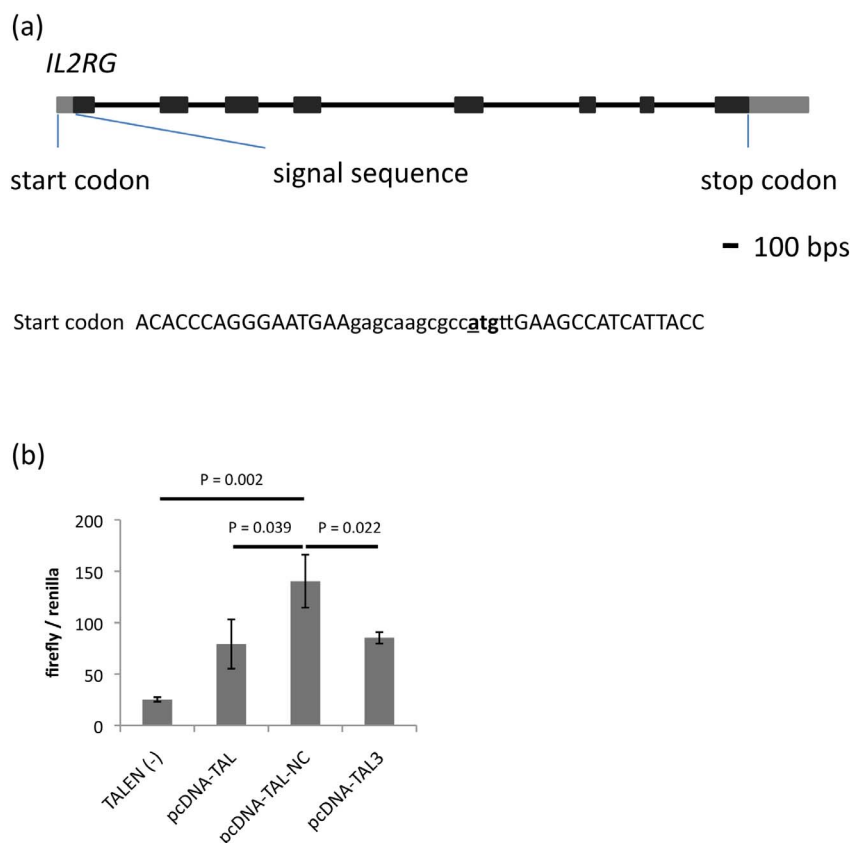 (a)
IL2RG
start codon
signal sequence
stop codon
100 bps
Start codon ACACCCAGGGAATGAAgagcaagcgccatgttGAAGCCATCATTACC
(b)
P = 0.002
P = 0.039
P = 0.022
200
150
100
50
0
firefly / renilla
TALEN (-)
pcDNA-TAL
pcDNA-TAL-NC
pcDNA-TAL3